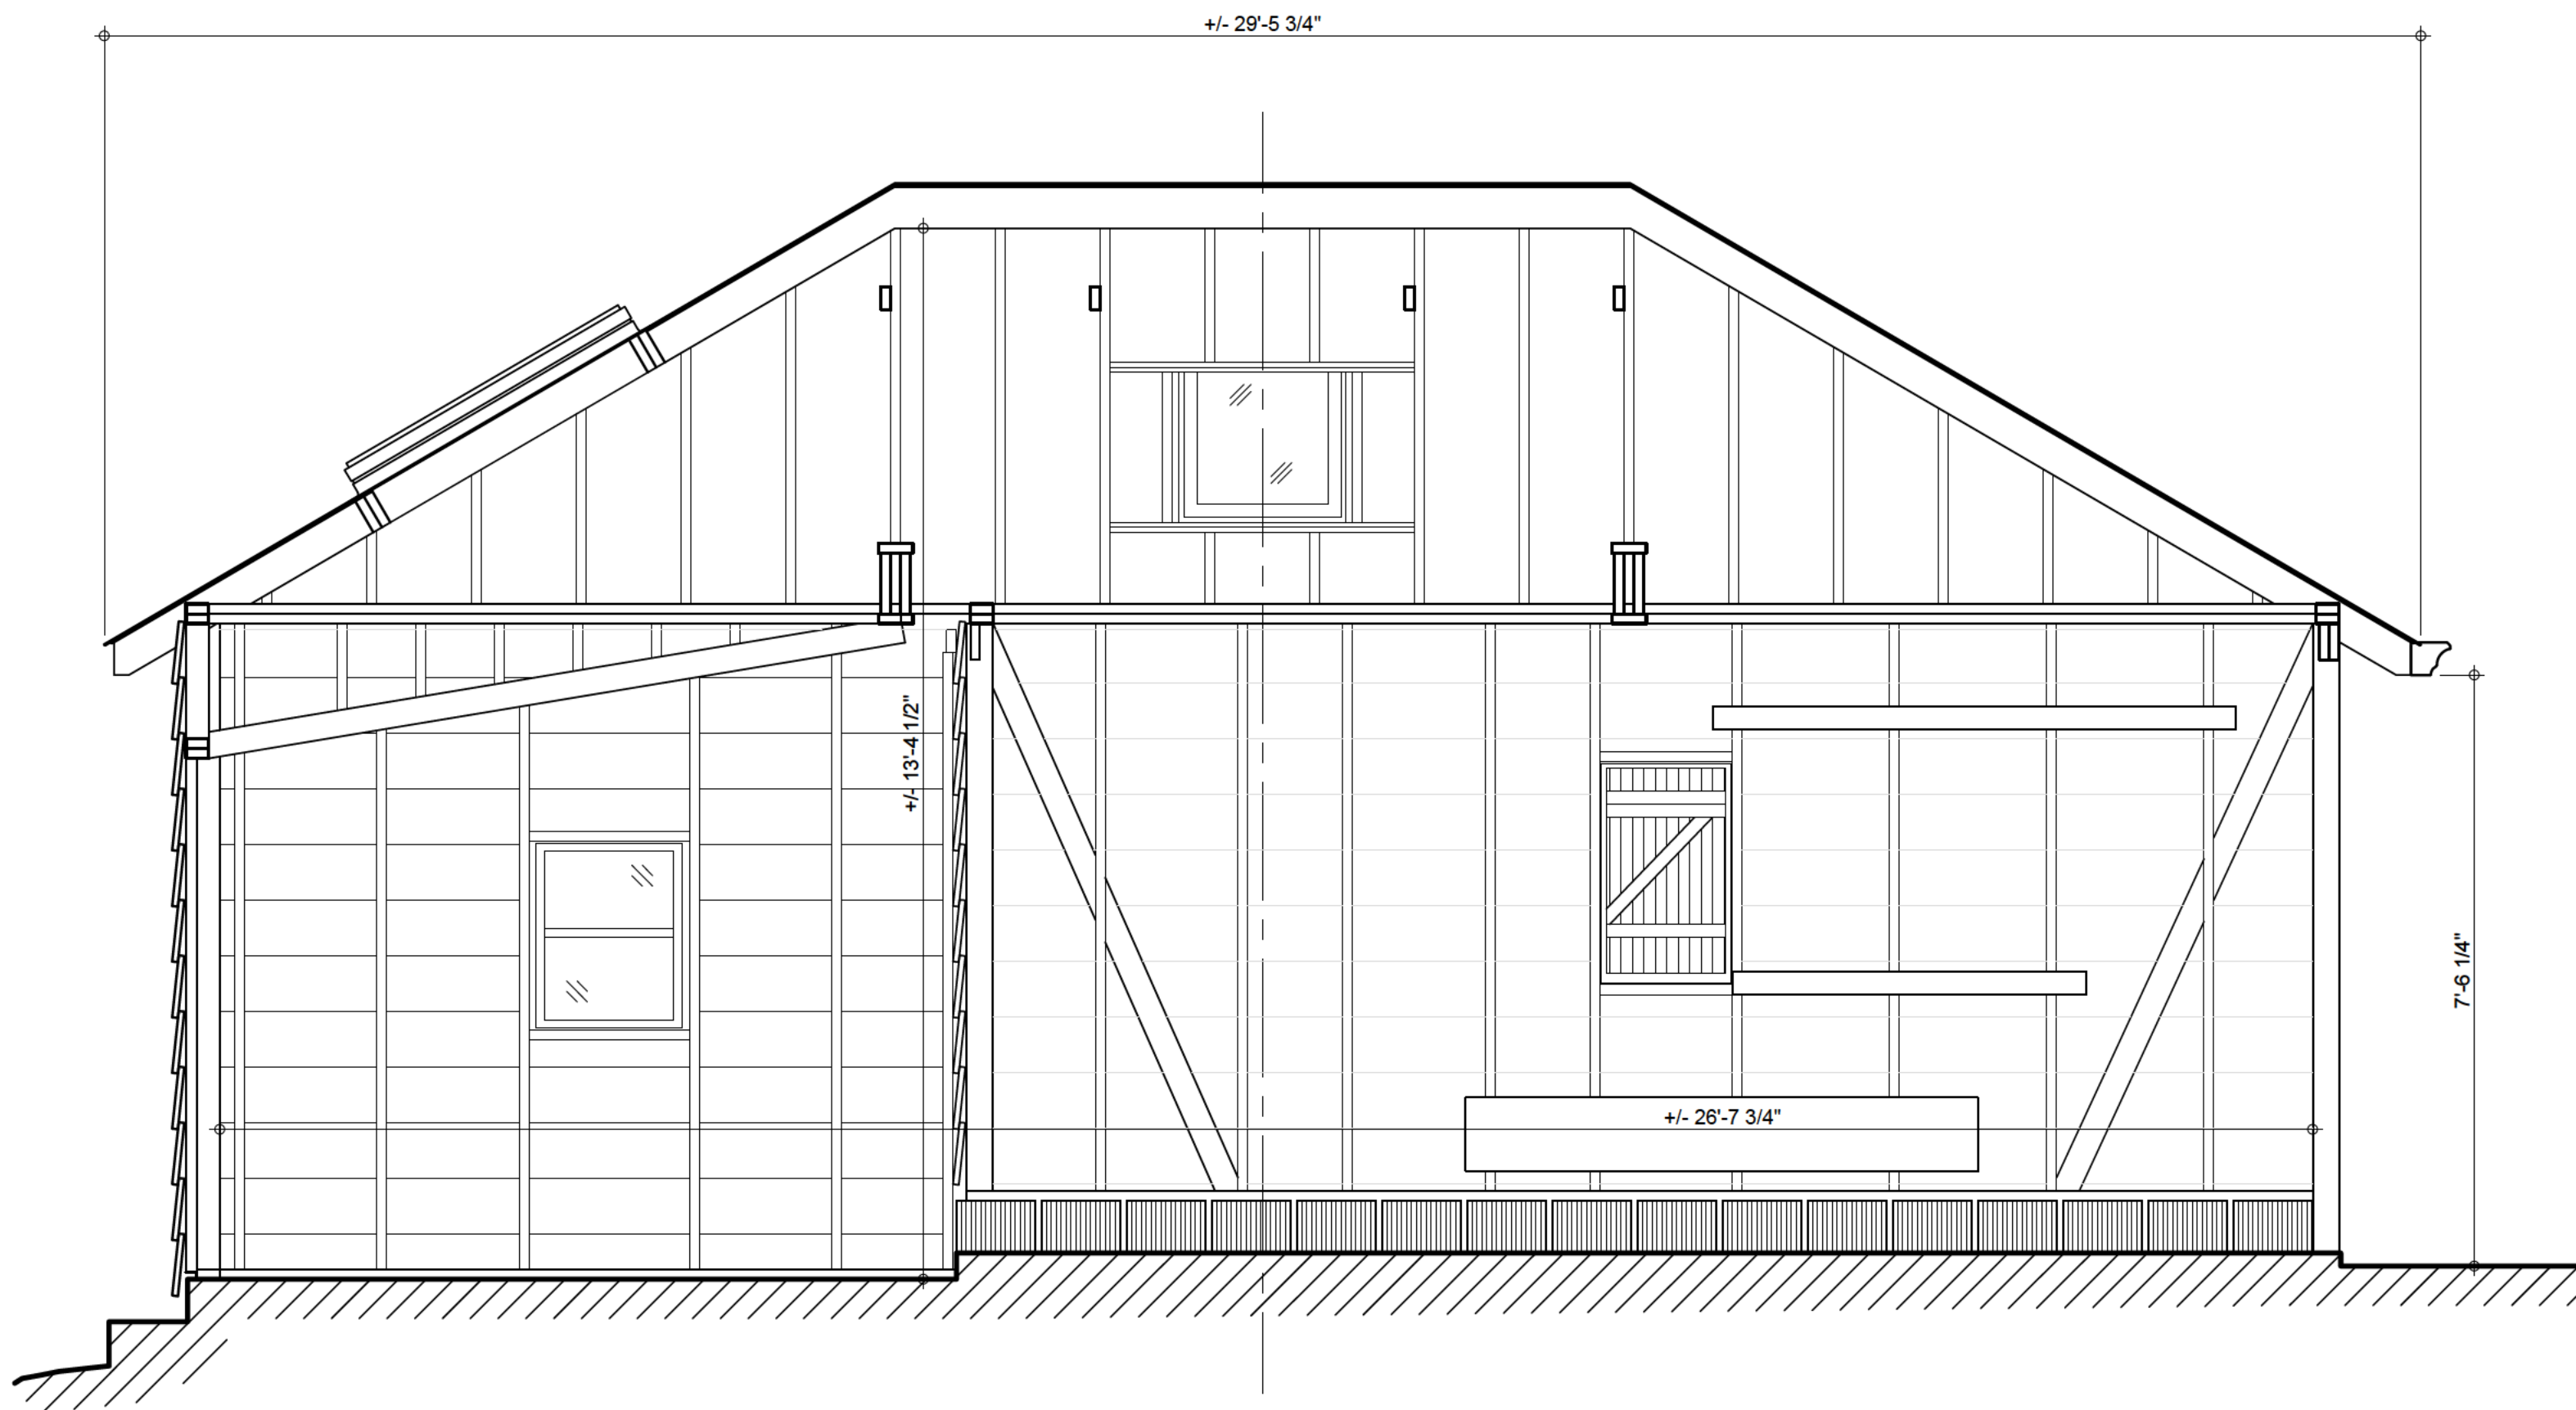 +/- 29'-5 3/4"
+/- 13'-4 1/2"
7'-6 1/4"
+/- 26'-7 3/4"